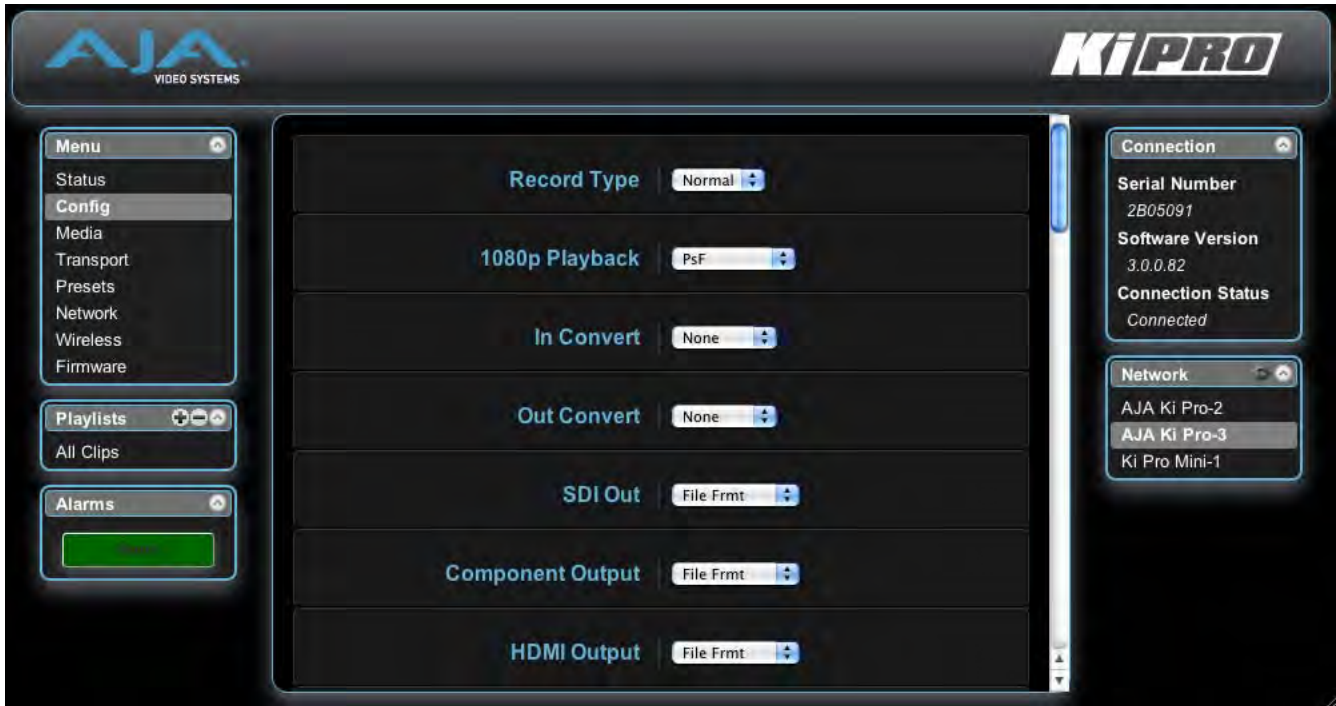 AJA
VIDEO SYSTEMS
Ki PRO
Menu
Status
Config
Media
Transport
Presets
Network
Wireless
Firmware
Playlists
All Clips
Alarms
Record Type Normal
1080p Playback PsF
In Convert None
Out Convert None
SDI Out File Frmt
Component Output File Frmt
HDMI Output File Frmt
Connection
Serial Number
2B05091
Software Version
3.0.0.82
Connection Status
Connected
Network
AJA Ki Pro-2
AJA Ki Pro-3
Ki Pro Mini-1